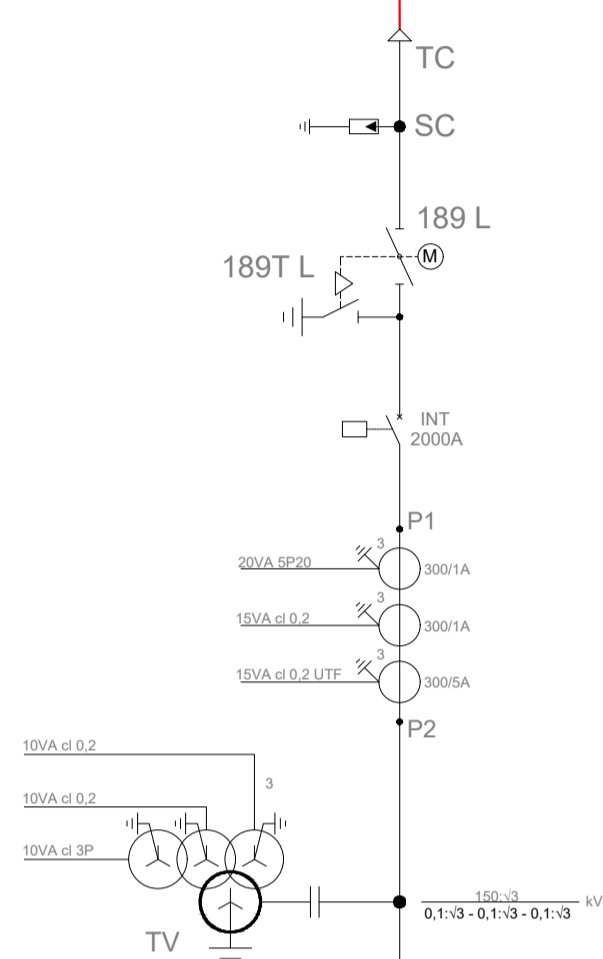 TC
SC
189 L
M
189T L
INT
2000A
P1
3
20VA 5P20
300/1A
3
15VA cl 0,2
300/1A
3
15VA cl 0,2 UTF
300/5A
P2
10VA cl 0,2
3
10VA cl 0,2
10VA cl 3P
150:√3
kV
0,1:√3 - 0,1:√3 - 0,1:√3
TV